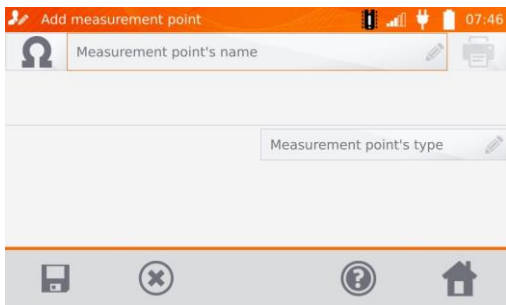 Add measurement point
07:46
Ω
Measurement point's name
Measurement point's type